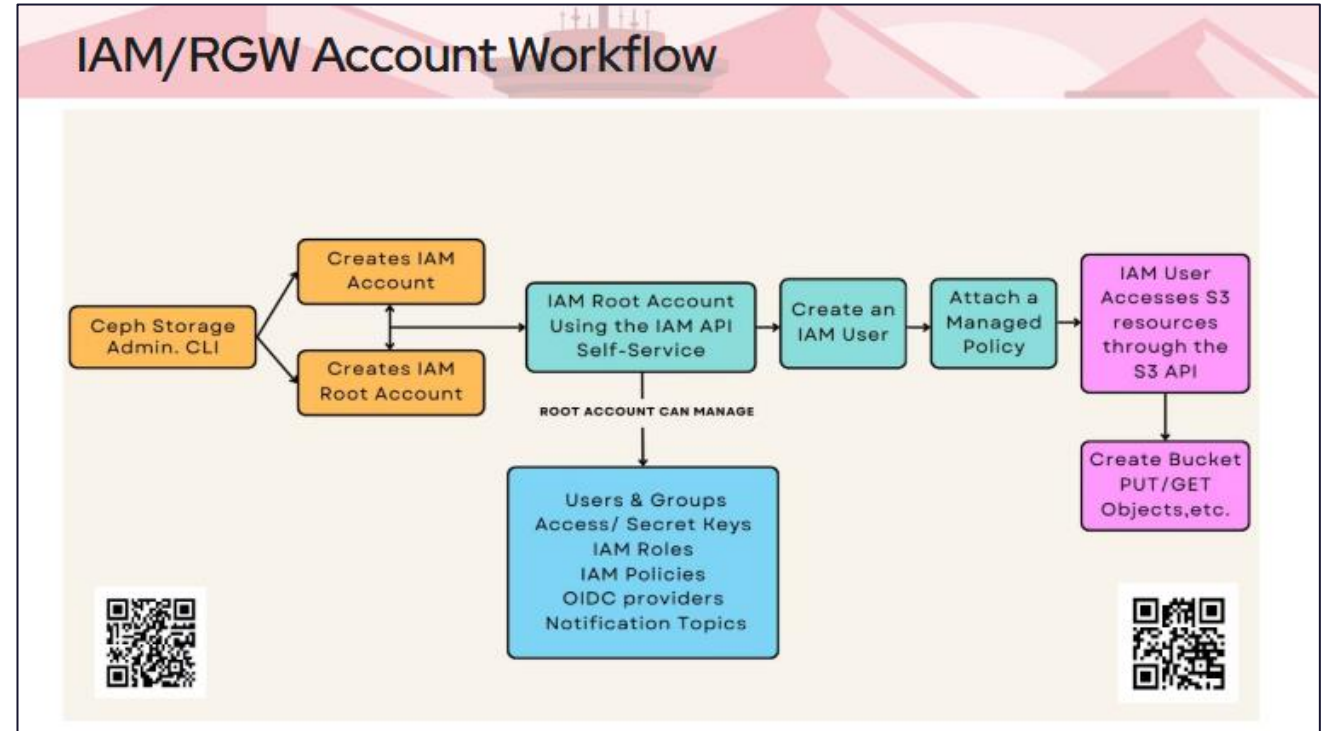 IAM/RGW Account Workflow
Ceph Storage
Admin. CLI
Creates IAM
Account
Creates IAM
Root Account
IAM Root Account
Using the IAM API
Self-Service
Create an
IAM User
Attach a
Managed
Policy
IAM User
Accesses S3
resources
through the
S3 API
ROOT ACCOUNT CAN MANAGE
Users & Groups
Access/ Secret Keys
IAM Roles
IAM Policies
OIDC providers
Notification Topics
Create Bucket
PUT/GET
Objects,etc.